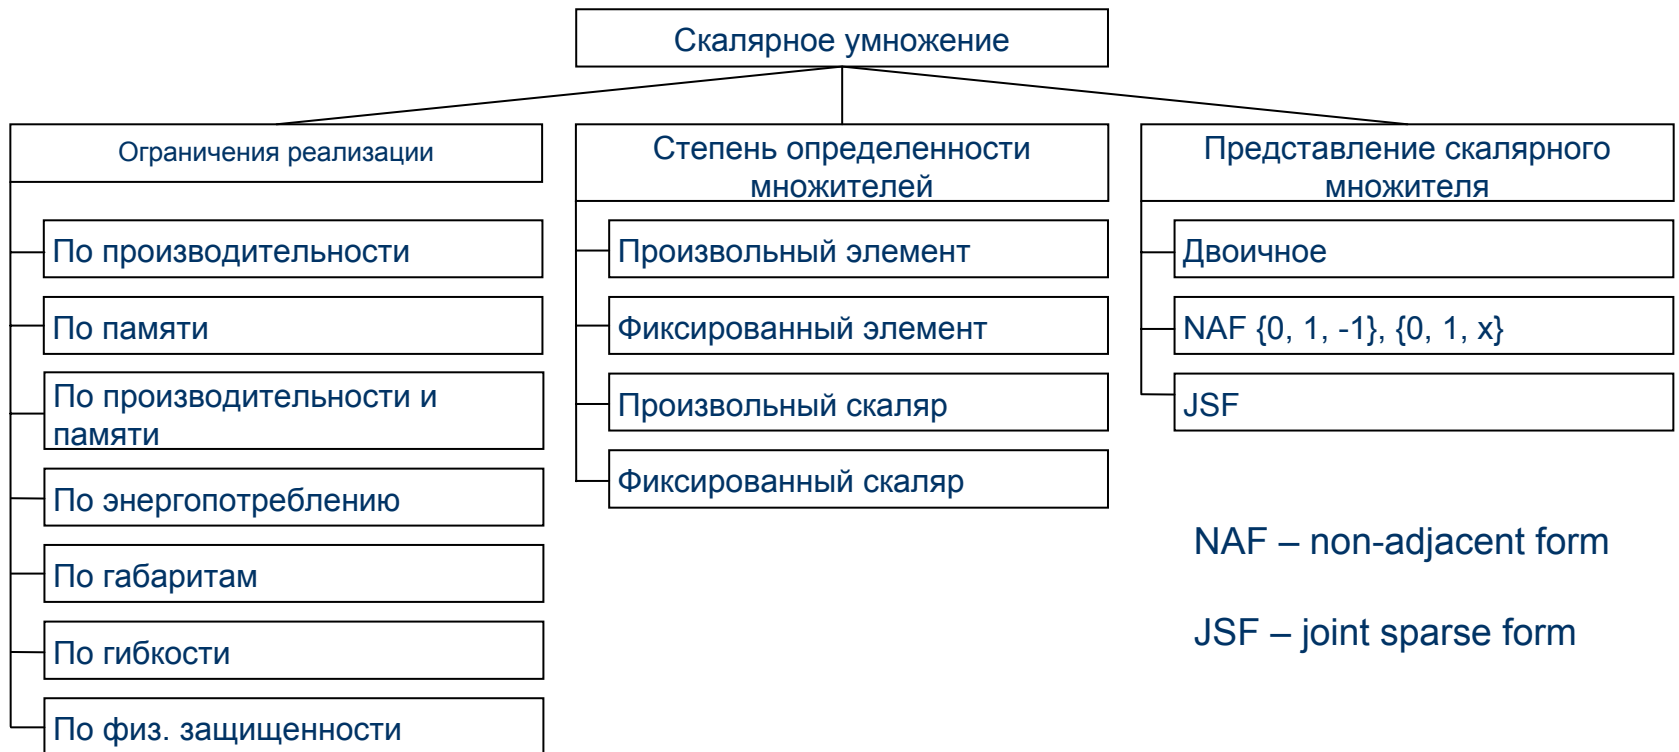 Скалярное умножение
Ограничения реализации
По производительности
По памяти
По производительности и
памяти
По энергопотреблению
По габаритам
По гибкости
По физ. защищенности
Степень определенности
множителей
Произвольный элемент
Фиксированный элемент
Произвольный скаляр
Фиксированный скаляр
Представление скалярного
множителя
Двоичное
NAF {0, 1, -1}, {0, 1, x}
JSF
NAF – non-adjacent form
JSF – joint sparse form